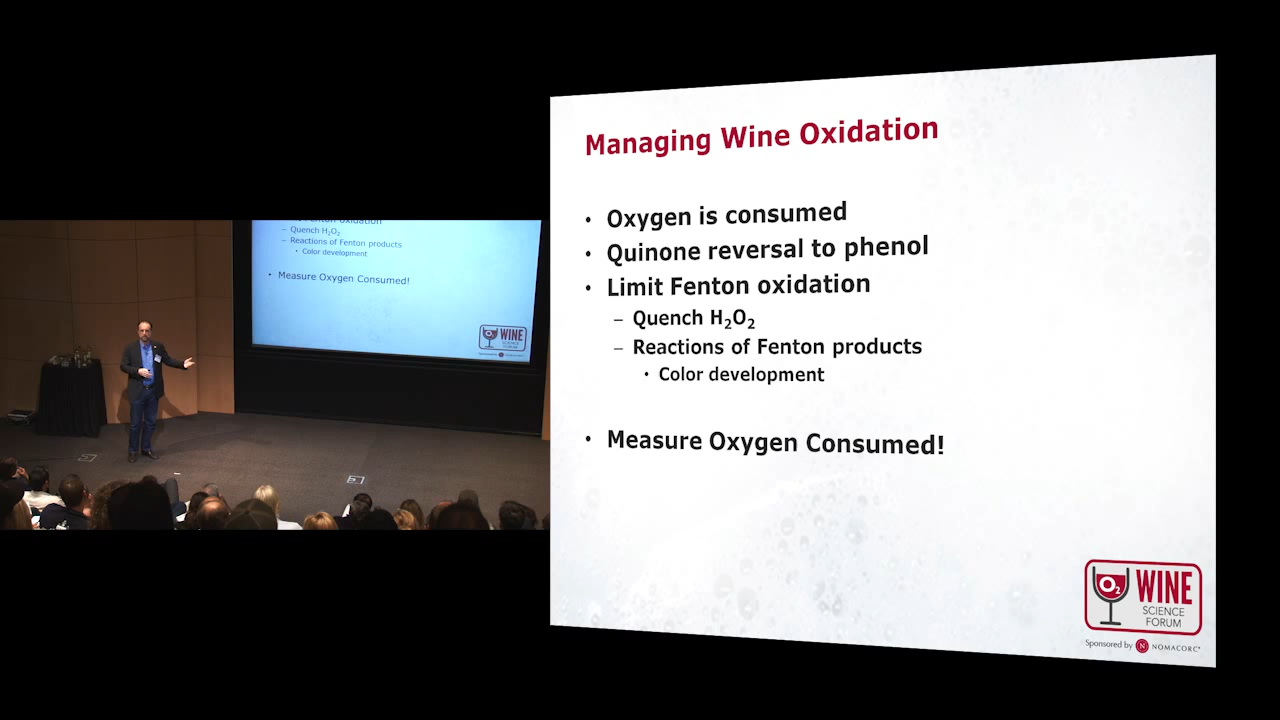 Managing Wine Oxidation
• Oxygen is consumed
• Quinone reversal to phenol
• Limit Fenton oxidation
– Quench H₂O₂
– Reactions of Fenton products
• Color development
• Measure Oxygen Consumed!
O₂ WINE
SCIENCE
FORUM
Sponsored by N NOMACORC
– Quench H₂O₂
– Reactions of Fenton products
• Color development
• Measure Oxygen Consumed!
WINE